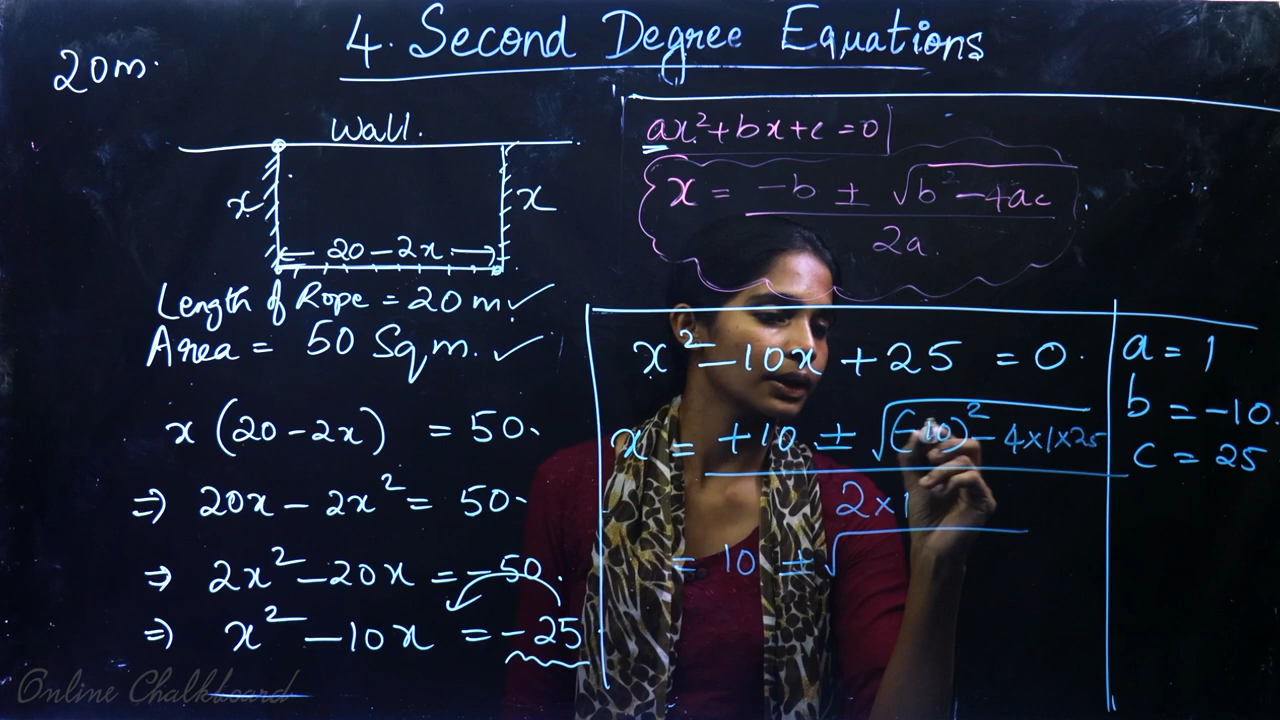 4. Second Degree Equations
20m.
Wall.
x
x
20-2x
Length of Rope = 20 m ✓
Area = 50 Sqm. ✓
x (20-2x) = 50.
⇒ 20x - 2x² = 50.
⇒ 2x² - 20x = -50.
⇒ x² - 10x = -25
ax² + bx + c = 0
x = (-b ± √(b² - 4ac)) / 2a.
x² - 10x + 25 = 0.
x = (+10 ± √((-10)² - 4×1×25)) / 2×1
= 10 ± √
a = 1
b = -10.
c = 25
Online Chalkboard